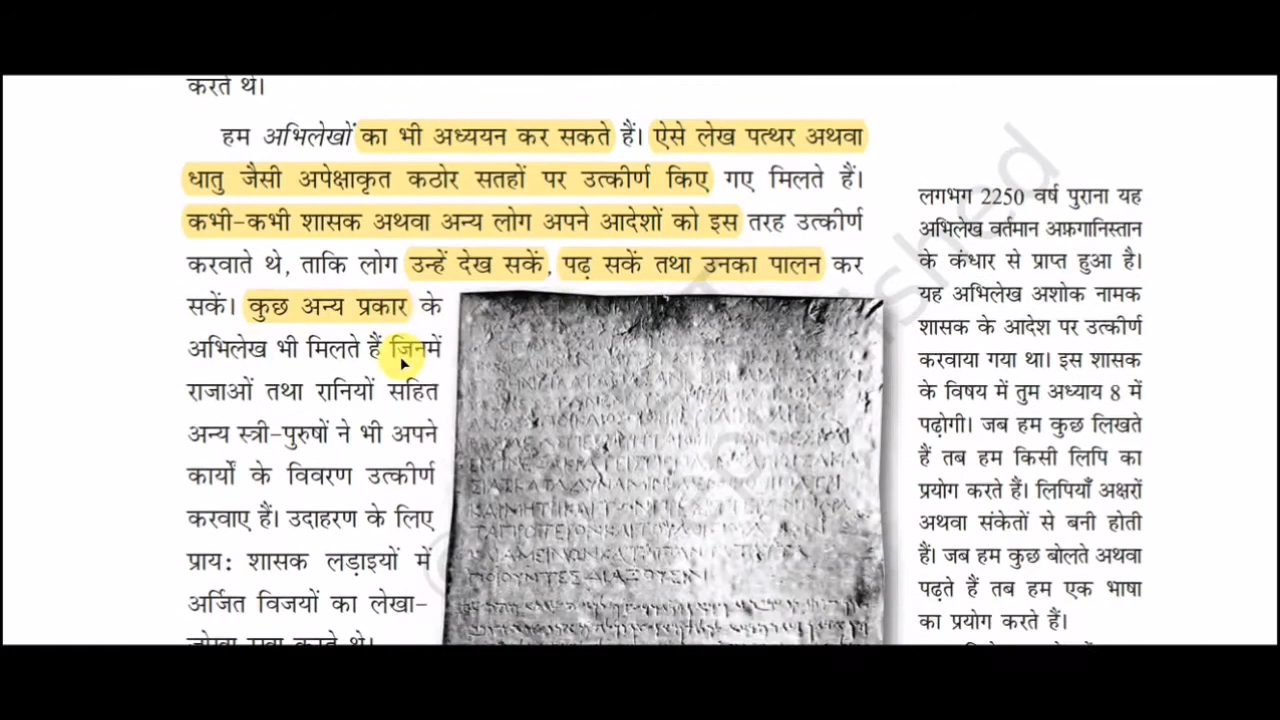 करते थे।
हम अभिलेखों का भी अध्ययन कर सकते हैं। ऐसे लेख पत्थर अथवा
धातु जैसी अपेक्षाकृत कठोर सतहों पर उत्कीर्ण किए गए मिलते हैं।
कभी-कभी शासक अथवा अन्य लोग अपने आदेशों को इस तरह उत्कीर्ण
करवाते थे, ताकि लोग उन्हें देख सकें, पढ़ सकें तथा उनका पालन कर
सकें। कुछ अन्य प्रकार के
अभिलेख भी मिलते हैं जिनमें
राजाओं तथा रानियों सहित
अन्य स्त्री-पुरुषों ने भी अपने
कार्यों के विवरण उत्कीर्ण
करवाए हैं। उदाहरण के लिए
प्राय: शासक लड़ाइयों में
अर्जित विजयों का लेखा-
लगभग 2250 वर्ष पुराना यह
अभिलेख वर्तमान अफ़गानिस्तान
के कंधार से प्राप्त हुआ है।
यह अभिलेख अशोक नामक
शासक के आदेश पर उत्कीर्ण
करवाया गया था। इस शासक
के विषय में तुम अध्याय 8 में
पढ़ोगी। जब हम कुछ लिखते
हैं तब हम किसी लिपि का
प्रयोग करते हैं। लिपियाँ अक्षरों
अथवा संकेतों से बनी होती
हैं। जब हम कुछ बोलते अथवा
पढ़ते हैं तब हम एक भाषा
का प्रयोग करते हैं।